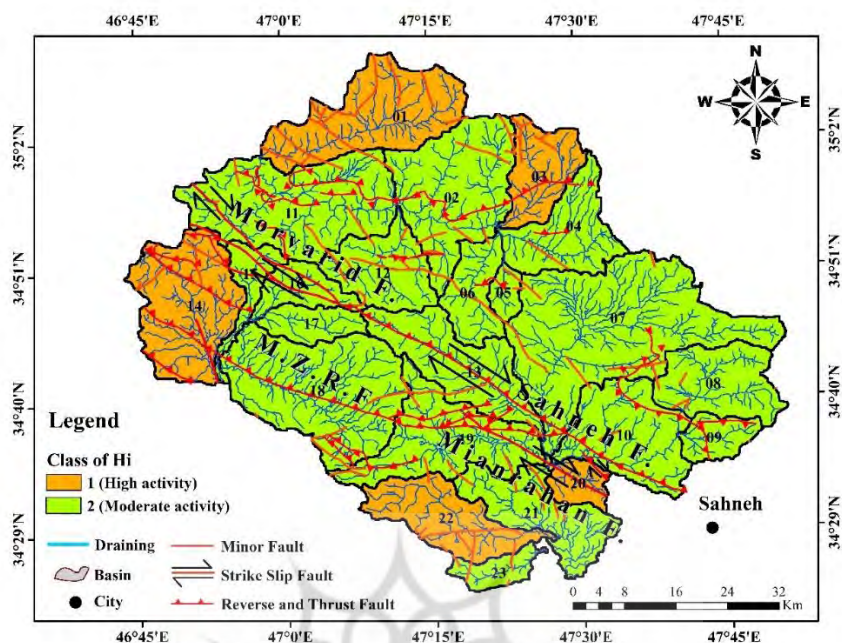 46°45'E 47°0'E 47°15'E 47°30'E 47°45'E
N
W E
S
35°2'N 35°2'N
34°51'N 34°51'N
34°40'N 34°40'N
34°29'N 34°29'N
01
02
03
04
11
12
06
05
07
15
16
14
17
13
08
18
19
10
09
20
21
22
23
Morvarid F.
M.Z.R.F
Sahneh F.
Mianrahan F.
Sahneh
Legend
Class of Hi
1 (High activity)
2 (Moderate activity)
Draining Minor Fault
Basin Strike Slip Fault
City Reverse and Thrust Fault
0 4 8 16 24 32
Km
46°45'E 47°0'E 47°15'E 47°30'E 47°45'E